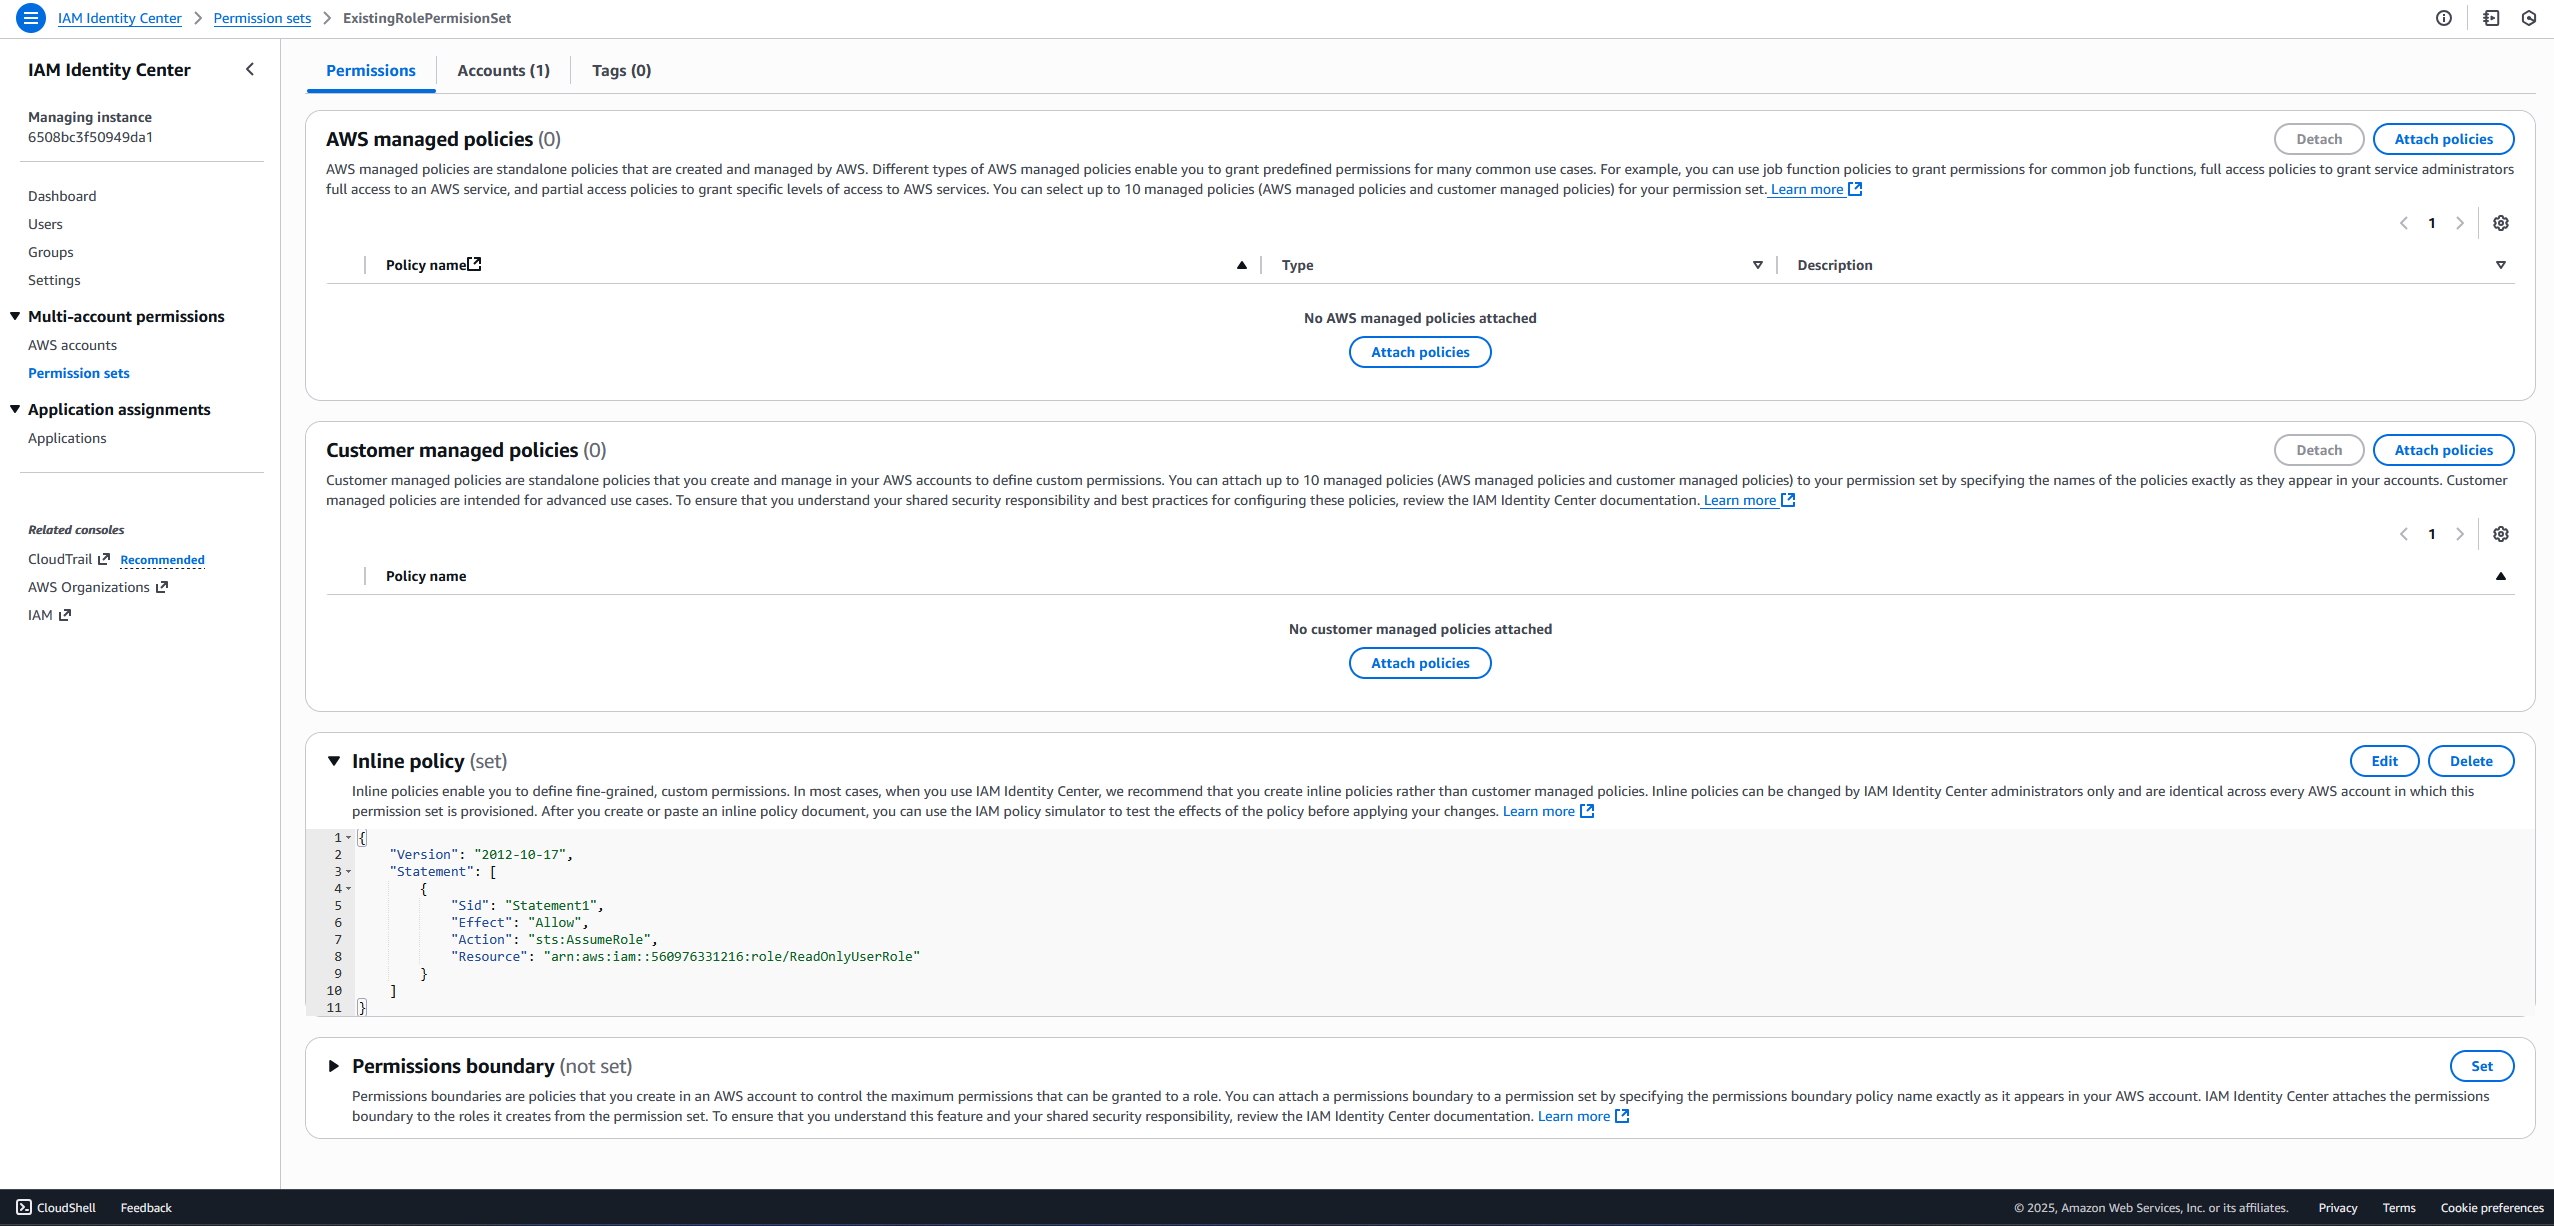 IAM Identity Center > Permission sets > ExistingRolePermisionSet
IAM Identity Center
Managing instance
6508bc3f50949da1
Dashboard
Users
Groups
Settings
Multi-account permissions
AWS accounts
Permission sets
Application assignments
Applications
Related consoles
CloudTrail Recommended
AWS Organizations
IAM
Permissions Accounts (1) Tags (0)
AWS managed policies (0) Detach Attach policies
AWS managed policies are standalone policies that are created and managed by AWS. Different types of AWS managed policies enable you to grant predefined permissions for many common use cases. For example, you can use job function policies to grant permissions for common job functions, full access policies to grant service administrators
full access to an AWS service, and partial access policies to grant specific levels of access to AWS services. You can select up to 10 managed policies (AWS managed policies and customer managed policies) for your permission set. Learn more
1
Policy name Type Description
No AWS managed policies attached
Attach policies
Customer managed policies (0) Detach Attach policies
Customer managed policies are standalone policies that you create and manage in your AWS accounts to define custom permissions. You can attach up to 10 managed policies (AWS managed policies and customer managed policies) to your permission set by specifying the names of the policies exactly as they appear in your accounts. Customer
managed policies are intended for advanced use cases. To ensure that you understand your shared security responsibility and best practices for configuring these policies, review the IAM Identity Center documentation. Learn more
1
Policy name
No customer managed policies attached
Attach policies
Inline policy (set) Edit Delete
Inline policies enable you to define fine-grained, custom permissions. In most cases, when you use IAM Identity Center, we recommend that you create inline policies rather than customer managed policies. Inline policies can be changed by IAM Identity Center administrators only and are identical across every AWS account in which this
permission set is provisioned. After you create or paste an inline policy document, you can use the IAM policy simulator to test the effects of the policy before applying your changes. Learn more
1 {
2 "Version": "2012-10-17",
3 "Statement": [
4 {
5 "Sid": "Statement1",
6 "Effect": "Allow",
7 "Action": "sts:AssumeRole",
8 "Resource": "arn:aws:iam::560976331216:role/ReadOnlyUserRole"
9 }
10 ]
11 }
Permissions boundary (not set) Set
Permissions boundaries are policies that you create in an AWS account to control the maximum permissions that can be granted to a role. You can attach a permissions boundary to a permission set by specifying the permissions boundary policy name exactly as it appears in your AWS account. IAM Identity Center attaches the permissions
boundary to the roles it creates from the permission set. To ensure that you understand this feature and your shared security responsibility, review the IAM Identity Center documentation. Learn more
CloudShell Feedback © 2025, Amazon Web Services, Inc. or its affiliates. Privacy Terms Cookie preferences